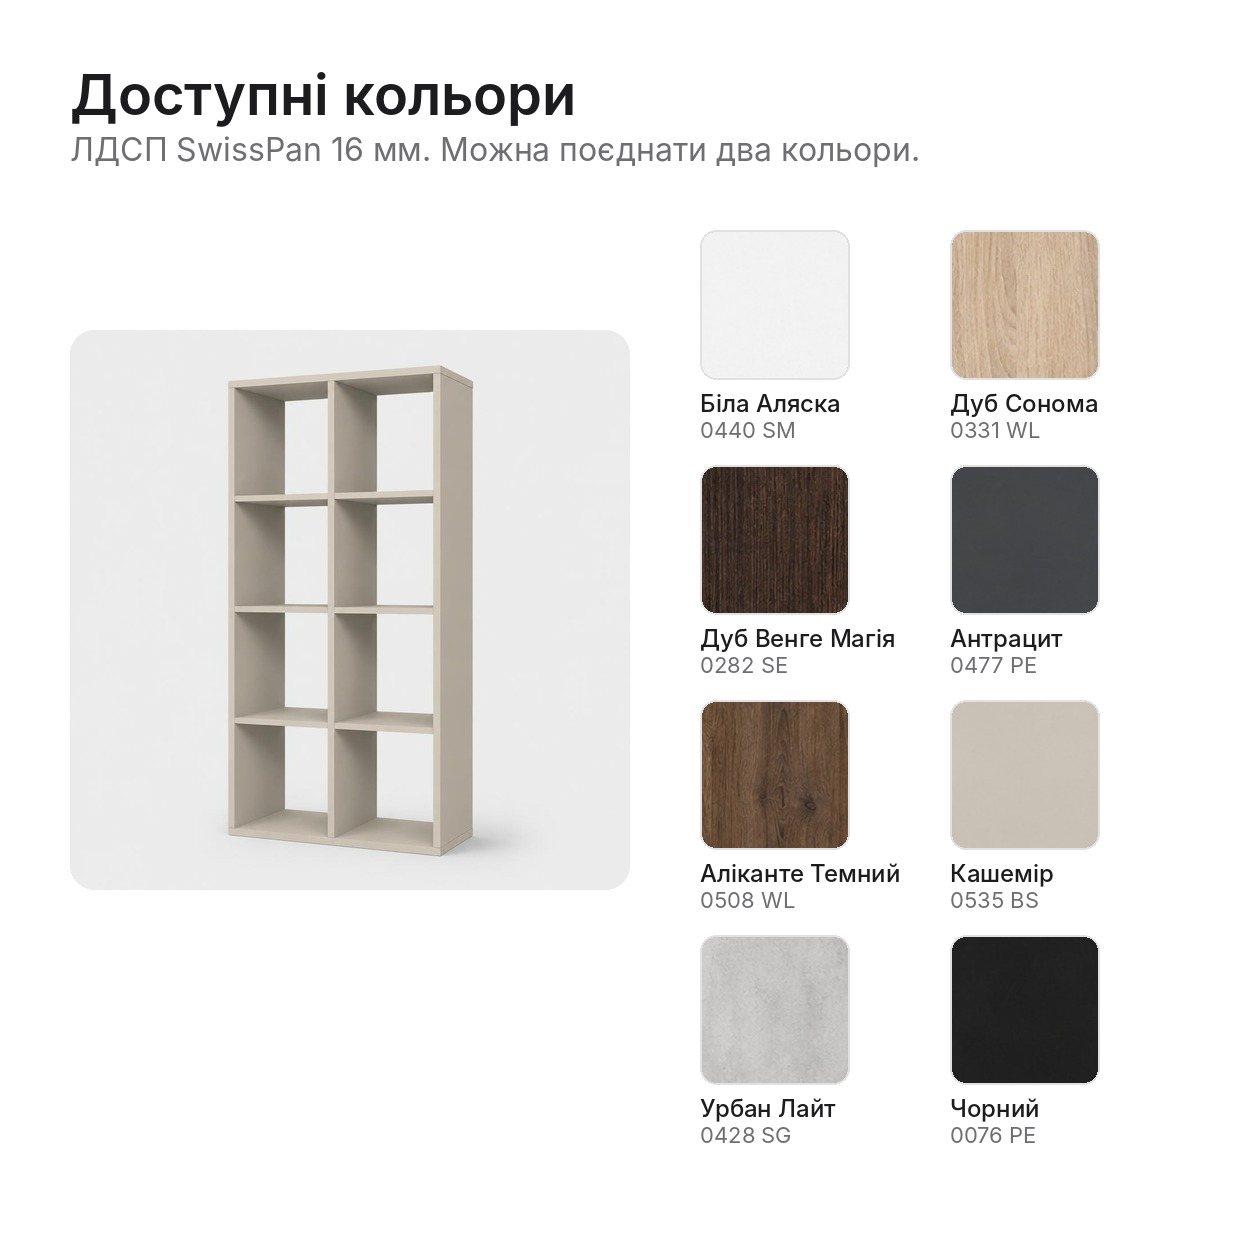 Доступні кольори
ЛДСП SwissPan 16 мм. Можна поєднати два кольори.
Біла Аляска
0440 SM
Дуб Сонома
0331 WL
Дуб Венге Магія
0282 SE
Антрацит
0477 PE
Аліканте Темний
0508 WL
Кашемір
0535 BS
Урбан Лайт
0428 SG
Чорний
0076 PE